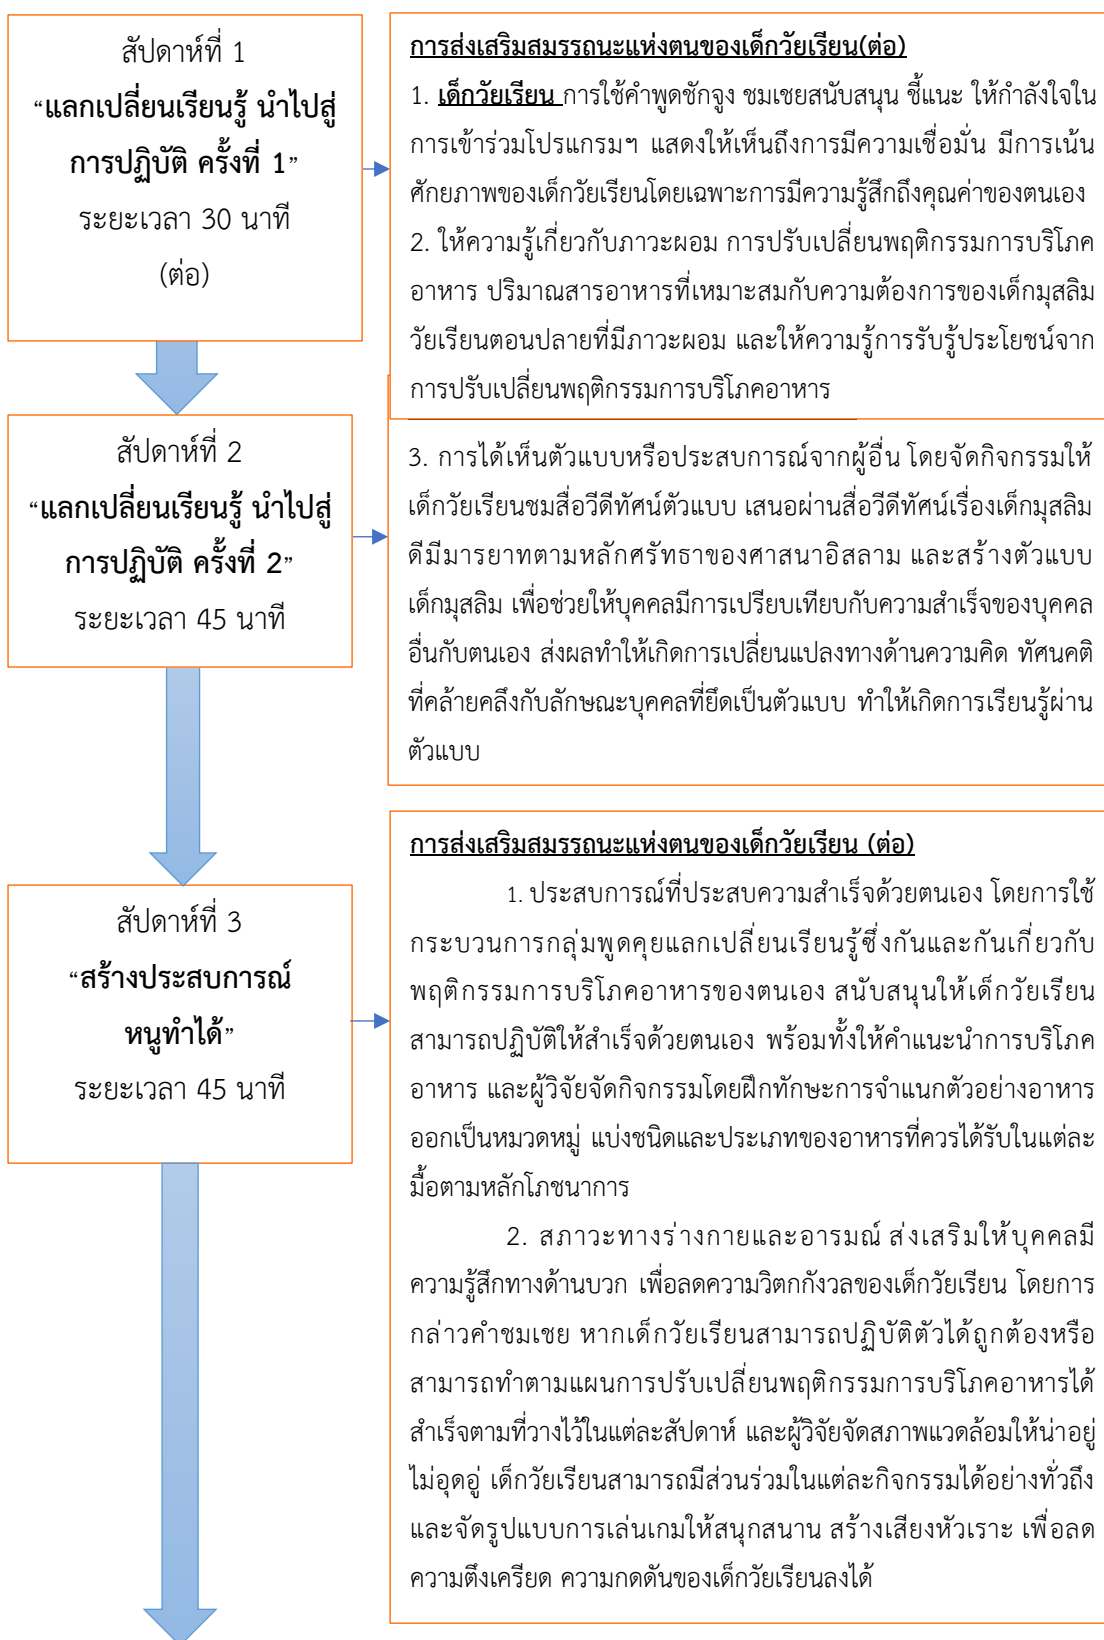 สัปดาห์ที่ 1
“แลกเปลี่ยนเรียนรู้ นำไปสู่
การปฏิบัติ ครั้งที่ 1”
ระยะเวลา 30 นาที
(ต่อ)
การส่งเสริมสมรรถนะแห่งตนของเด็กวัยเรียน(ต่อ)
1. เด็กวัยเรียน การใช้คำพูดชักจูง ชมเชยสนับสนุน ชี้แนะ ให้กำลังใจใน
การเข้าร่วมโปรแกรมฯ แสดงให้เห็นถึงการมีความเชื่อมั่น มีการเน้น
ศักยภาพของเด็กวัยเรียนโดยเฉพาะการมีความรู้สึกถึงคุณค่าของตนเอง
2. ให้ความรู้เกี่ยวกับภาวะผอม การปรับเปลี่ยนพฤติกรรมการบริโภค
อาหาร ปริมาณสารอาหารที่เหมาะสมกับความต้องการของเด็กมุสลิม
วัยเรียนตอนปลายที่มีภาวะผอม และให้ความรู้การรับรู้ประโยชน์จาก
การปรับเปลี่ยนพฤติกรรมการบริโภคอาหาร
สัปดาห์ที่ 2
“แลกเปลี่ยนเรียนรู้ นำไปสู่
การปฏิบัติ ครั้งที่ 2”
ระยะเวลา 45 นาที
3. การได้เห็นตัวแบบหรือประสบการณ์จากผู้อื่น โดยจัดกิจกรรมให้
เด็กวัยเรียนชมสื่อวีดีทัศน์ตัวแบบ เสนอผ่านสื่อวีดีทัศน์เรื่องเด็กมุสลิม
ดีมีมารยาทตามหลักศรัทธาของศาสนาอิสลาม และสร้างตัวแบบ
เด็กมุสลิม เพื่อช่วยให้บุคคลมีการเปรียบเทียบกับความสำเร็จของบุคคล
อื่นกับตนเอง ส่งผลทำให้เกิดการเปลี่ยนแปลงทางด้านความคิด ทัศนคติ
ที่คล้ายคลึงกับลักษณะบุคคลที่ยึดเป็นตัวแบบ ทำให้เกิดการเรียนรู้ผ่าน
ตัวแบบ
สัปดาห์ที่ 3
“สร้างประสบการณ์
หนูทำได้”
ระยะเวลา 45 นาที
การส่งเสริมสมรรถนะแห่งตนของเด็กวัยเรียน (ต่อ)
1. ประสบการณ์ที่ประสบความสำเร็จด้วยตนเอง โดยการใช้
กระบวนการกลุ่มพูดคุยแลกเปลี่ยนเรียนรู้ซึ่งกันและกันเกี่ยวกับ
พฤติกรรมการบริโภคอาหารของตนเอง สนับสนุนให้เด็กวัยเรียน
สามารถปฏิบัติให้สำเร็จด้วยตนเอง พร้อมทั้งให้คำแนะนำการบริโภค
อาหาร และผู้วิจัยจัดกิจกรรมโดยฝึกทักษะการจำแนกตัวอย่างอาหาร
ออกเป็นหมวดหมู่ แบ่งชนิดและประเภทของอาหารที่ควรได้รับในแต่ละ
มื้อตามหลักโภชนาการ
2. สภาวะทางร่างกายและอารมณ์ ส่งเสริมให้บุคคลมี
ความรู้สึกทางด้านบวก เพื่อลดความวิตกกังวลของเด็กวัยเรียน โดยการ
กล่าวคำชมเชย หากเด็กวัยเรียนสามารถปฏิบัติตัวได้ถูกต้องหรือ
สามารถทำตามแผนการปรับเปลี่ยนพฤติกรรมการบริโภคอาหารได้
สำเร็จตามที่วางไว้ในแต่ละสัปดาห์ และผู้วิจัยจัดสภาพแวดล้อมให้น่าอยู่
ไม่อุดอู่ เด็กวัยเรียนสามารถมีส่วนร่วมในแต่ละกิจกรรมได้อย่างทั่วถึง
และจัดรูปแบบการเล่นเกมให้สนุกสนาน สร้างเสียงหัวเราะ เพื่อลด
ความตึงเครียด ความกดดันของเด็กวัยเรียนลงได้